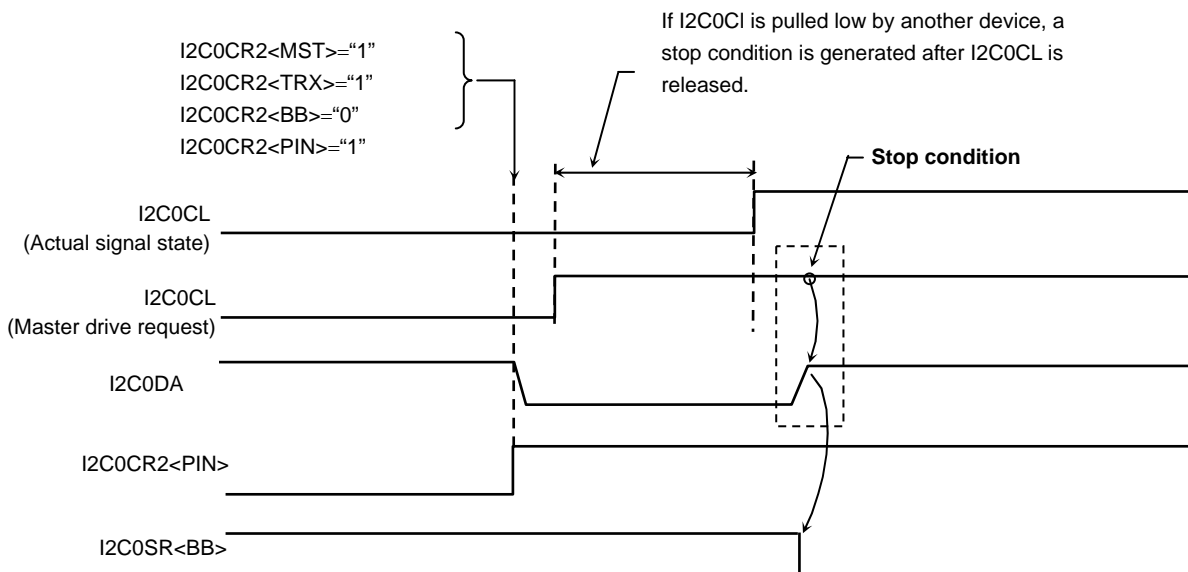 If I2C0Cl is pulled low by another device, a
stop condition is generated after I2C0CL is
released.
I2C0CR2<MST>=“1”
I2C0CR2<TRX>=“1”
I2C0CR2<BB>=“0”
I2C0CR2<PIN>=“1”
Stop condition
I2C0CL
(Actual signal state)
I2C0CL
(Master drive request)
I2C0DA
I2C0CR2<PIN>
I2C0SR<BB>